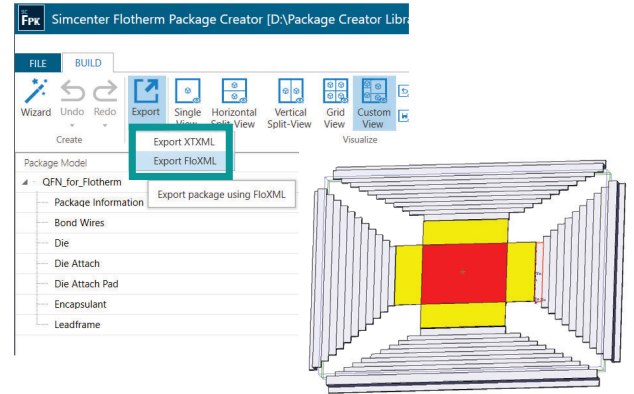 SC
FPK Simcenter Flotherm Package Creator [D:\Package Creator Libra
FILE BUILD
Wizard Undo Redo Export Single View Horizontal Split-View Vertical Split-View Grid View Custom View
Create Visualize
Export XTXML
Export FloXML
Export package using FloXML
Package Model
QFN_for_Flotherm
Package Information
Bond Wires
Die
Die Attach
Die Attach Pad
Encapsulant
Leadframe